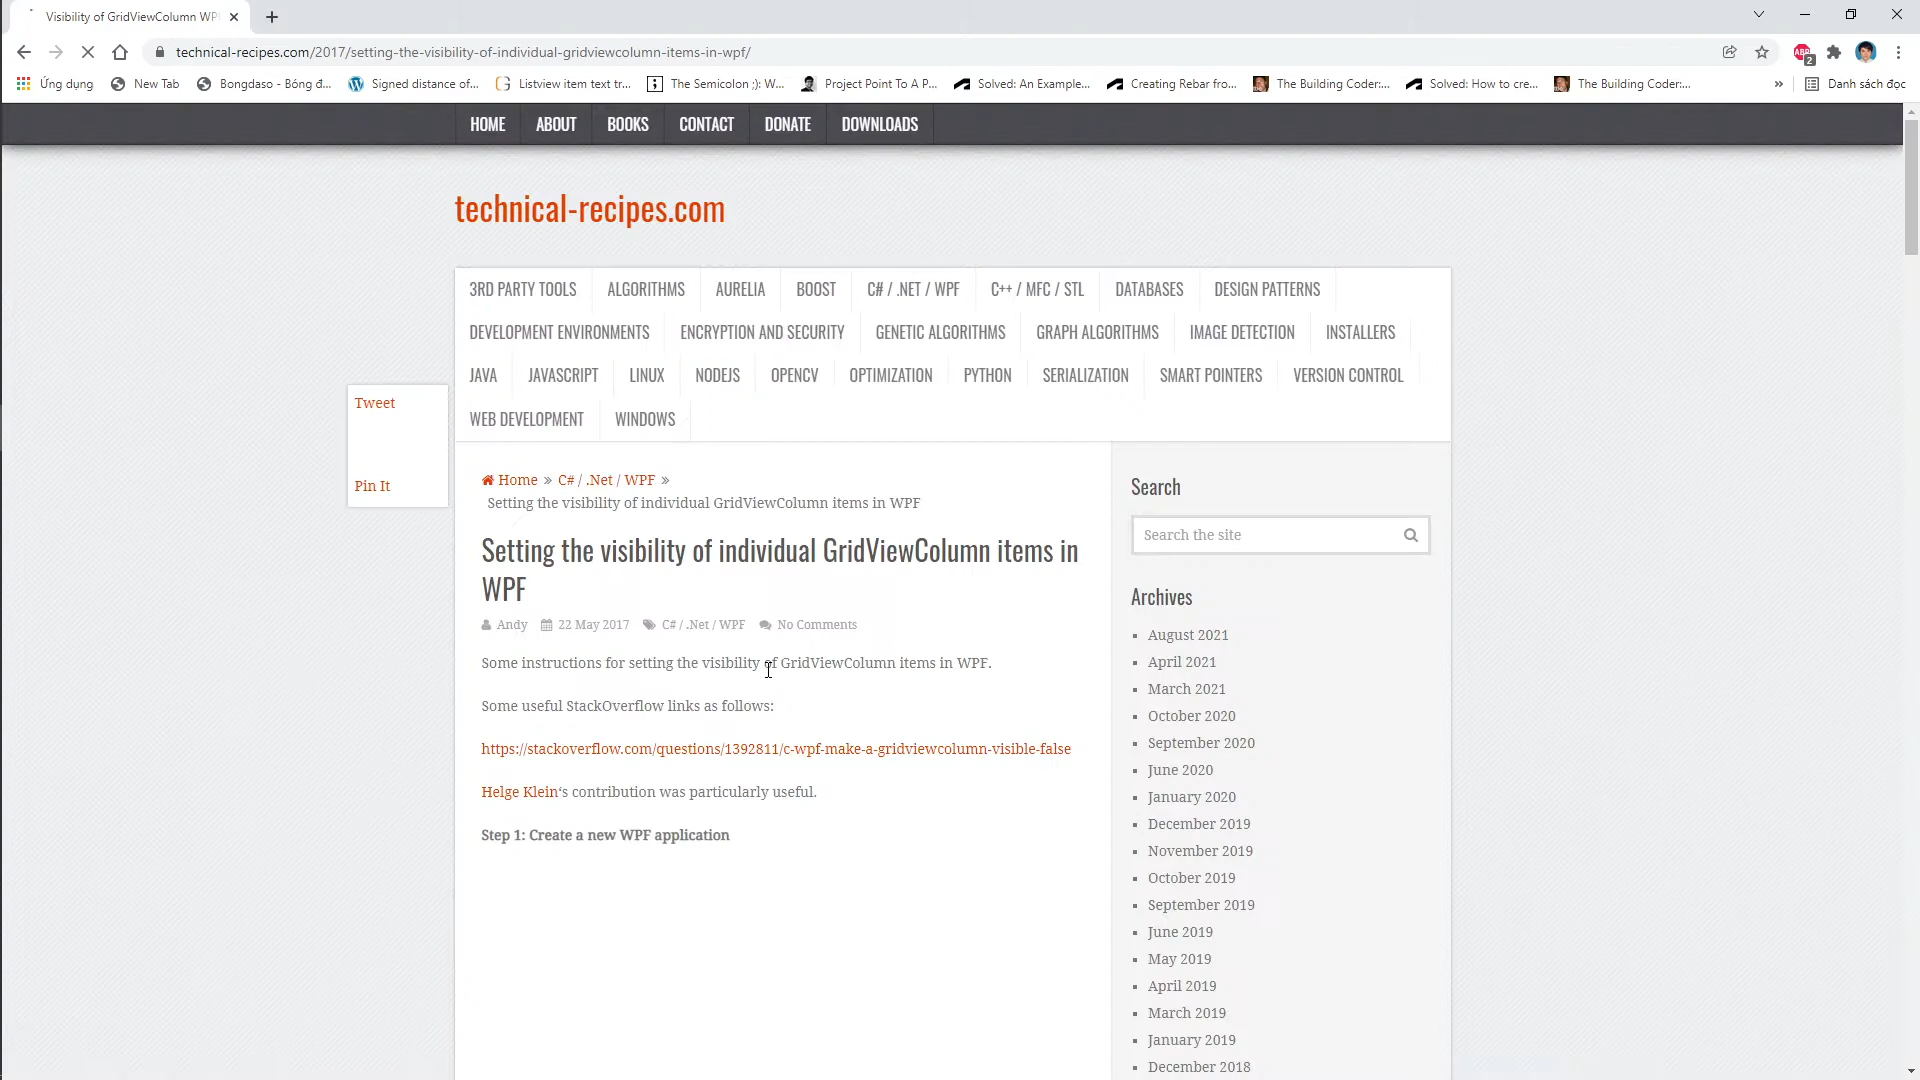 Visibility of GridViewColumn WP
technical-recipes.com/2017/setting-the-visibility-of-individual-gridviewcolumn-items-in-wpf/
ABP
2
Ứng dụng New Tab Bongdaso - Bóng đ... Signed distance of... Listview item text tr... The Semicolon ;): W... Project Point To A P... Solved: An Example... Creating Rebar fro... The Building Coder:... Solved: How to cre... The Building Coder:... » Danh sách đọc
HOME ABOUT BOOKS CONTACT DONATE DOWNLOADS
technical-recipes.com
3RD PARTY TOOLS ALGORITHMS AURELIA BOOST C# / .NET / WPF C++ / MFC / STL DATABASES DESIGN PATTERNS
DEVELOPMENT ENVIRONMENTS ENCRYPTION AND SECURITY GENETIC ALGORITHMS GRAPH ALGORITHMS IMAGE DETECTION INSTALLERS
JAVA JAVASCRIPT LINUX NODEJS OPENCV OPTIMIZATION PYTHON SERIALIZATION SMART POINTERS VERSION CONTROL
WEB DEVELOPMENT WINDOWS
Tweet
Pin It
Home » C# / .Net / WPF »
Setting the visibility of individual GridViewColumn items in WPF
Setting the visibility of individual GridViewColumn items in
WPF
Andy 22 May 2017 C# / .Net / WPF No Comments
Some instructions for setting the visibility of GridViewColumn items in WPF.
Some useful StackOverflow links as follows:
https://stackoverflow.com/questions/1392811/c-wpf-make-a-gridviewcolumn-visible-false
Helge Klein‘s contribution was particularly useful.
Step 1: Create a new WPF application
Search
Search the site
Archives
August 2021
April 2021
March 2021
October 2020
September 2020
June 2020
January 2020
December 2019
November 2019
October 2019
September 2019
June 2019
May 2019
April 2019
March 2019
January 2019
December 2018